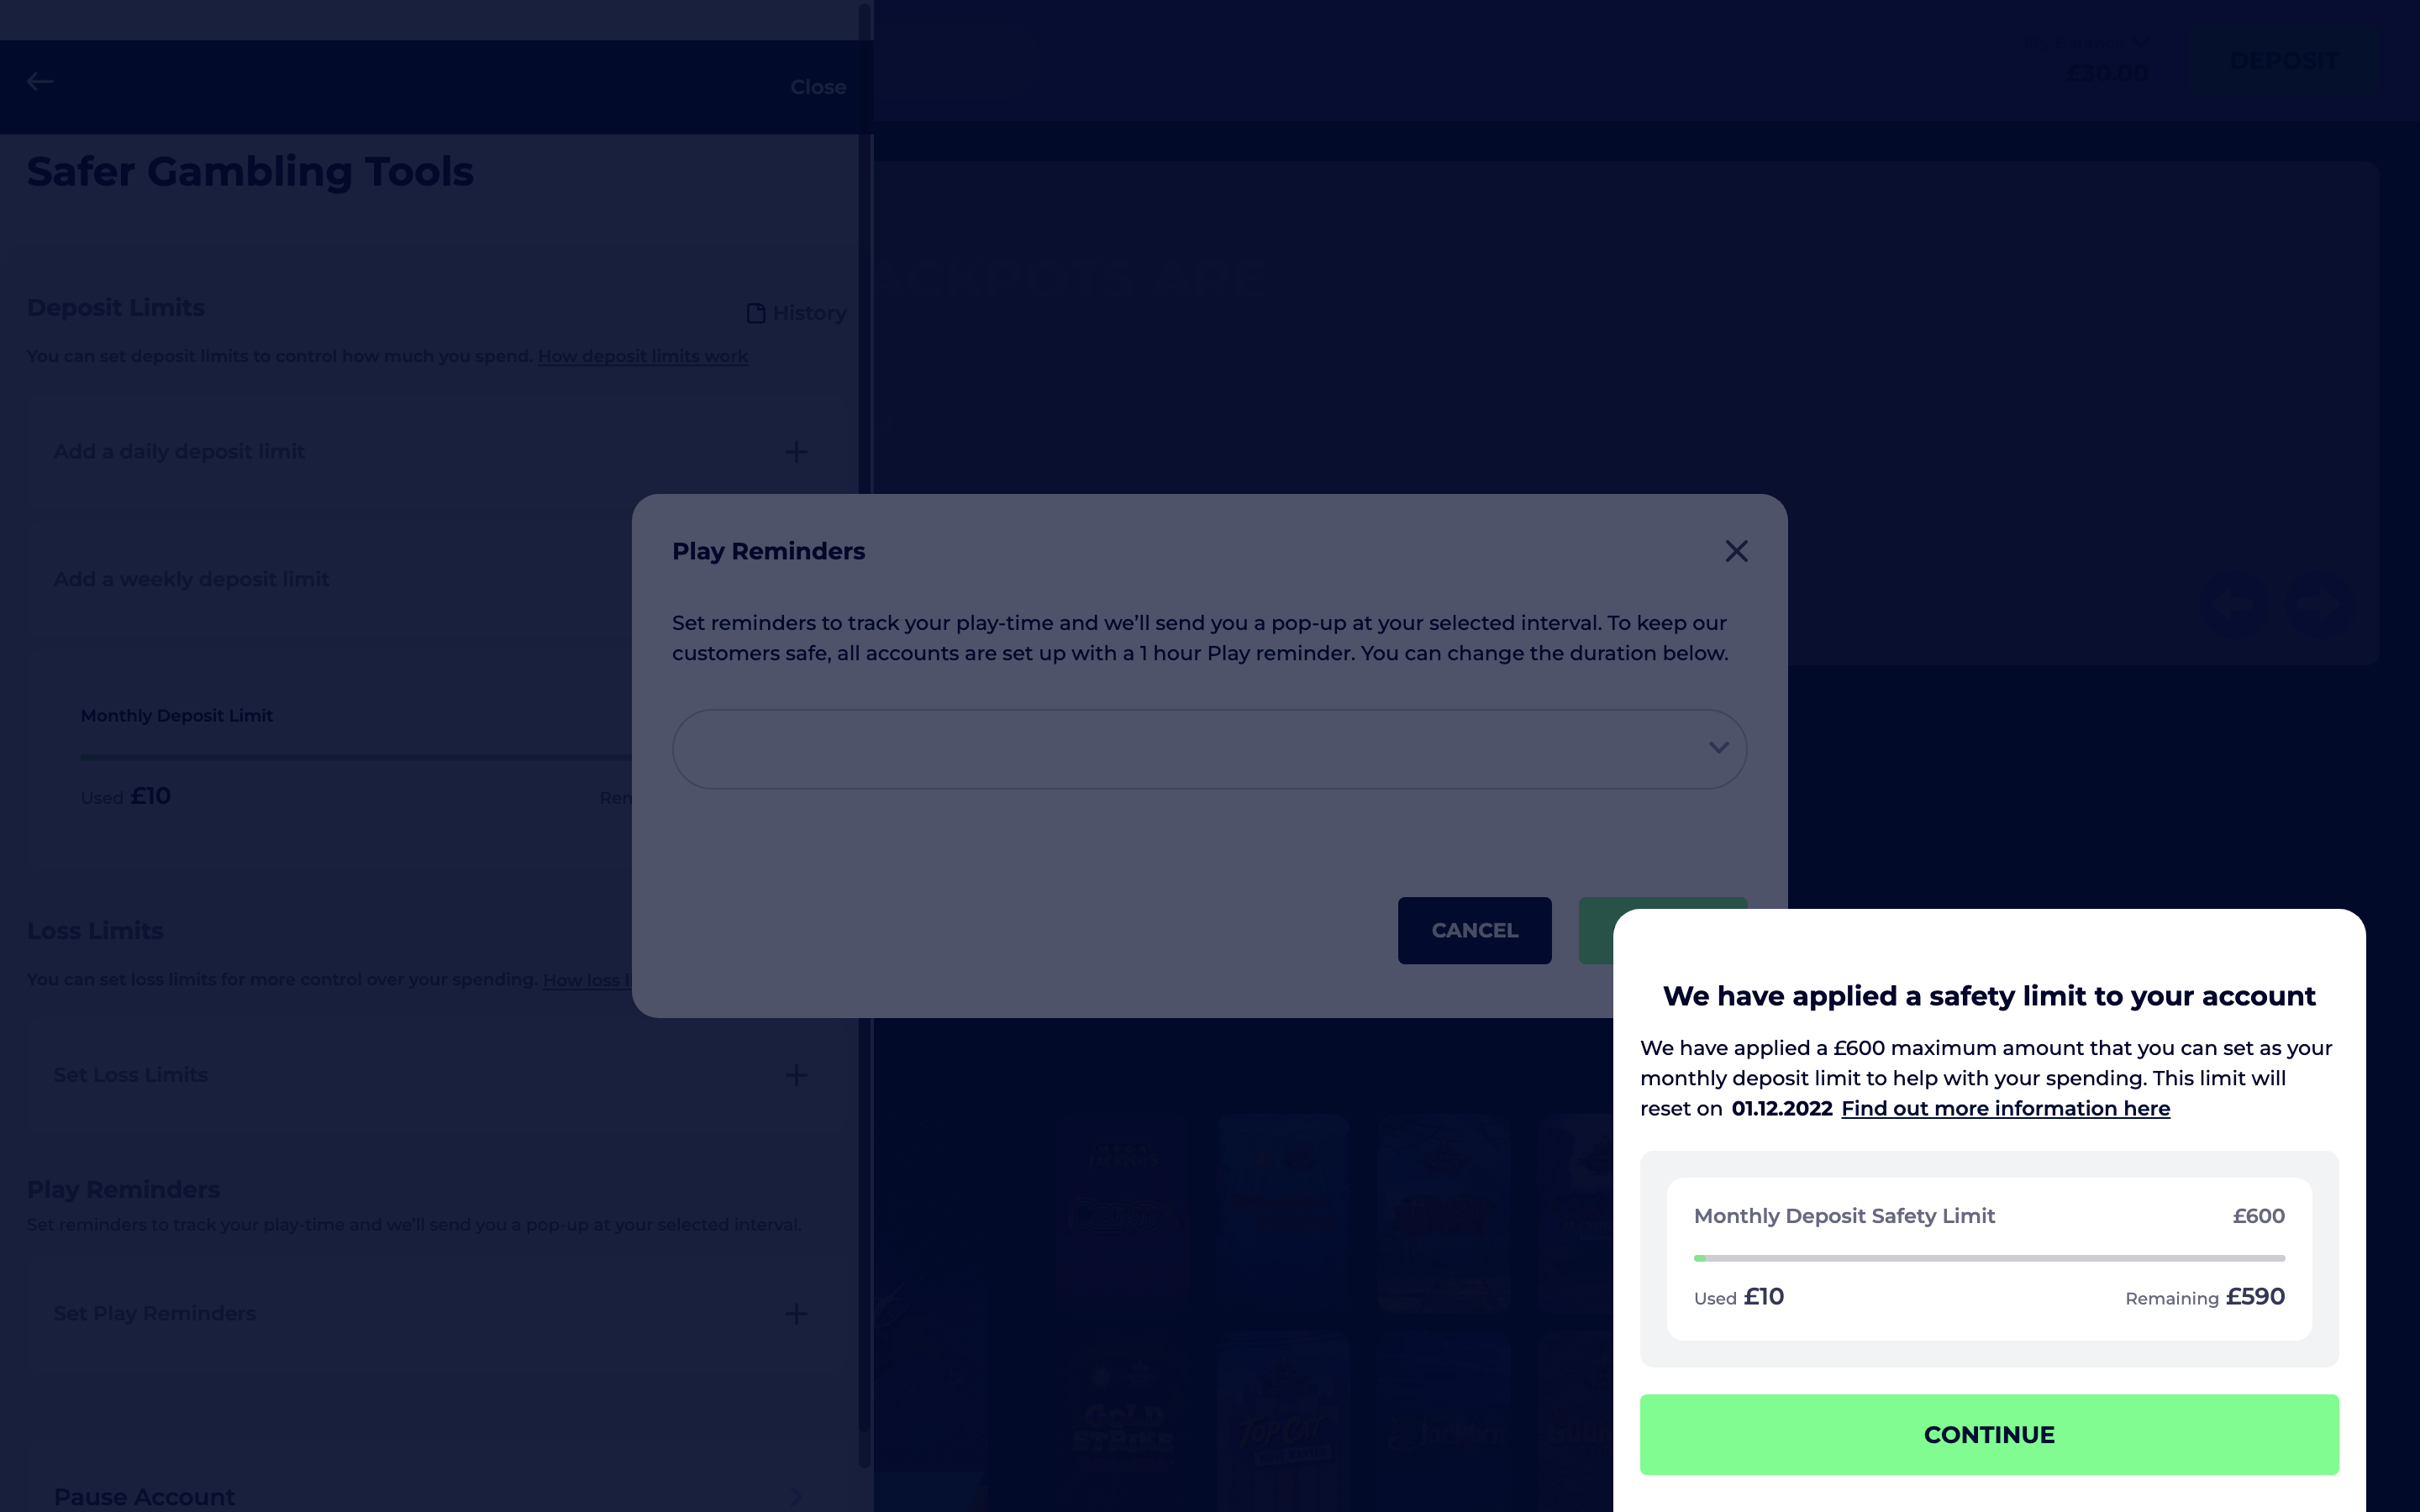 Close
£30.00
DEPOSIT
Safer Gambling Tools
ACKPOTS ARE
Deposit Limits
History
You can set deposit limits to control how much you spend. How deposit limits work
Add a daily deposit limit
Add a weekly deposit limit
Monthly Deposit Limit
Used £10
Loss Limits
You can set loss limits for more control over your spending. How loss
Set Loss Limits
Play Reminders
Set reminders to track your play-time and we'll send you a pop-up at your selected interval.
Set Play Reminders
Pause Account
Play Reminders
Set reminders to track your play-time and we'll send you a pop-up at your selected interval. To keep our
customers safe, all accounts are set up with a 1 hour Play reminder. You can change the duration below.
CANCEL
GOLD
STRIKE
TOP CAT
We have applied a safety limit to your account
We have applied a £600 maximum amount that you can set as your
monthly deposit limit to help with your spending. This limit will
reset on 01.12.2022 Find out more information here
Monthly Deposit Safety Limit £600
Used £10 Remaining £590
CONTINUE